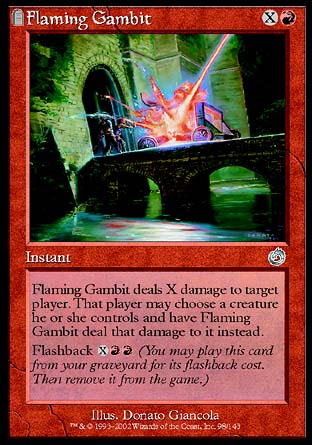 Flaming Gambit X R
Instant
Flaming Gambit deals X damage to target
player. That player may choose a creature
he or she controls and have Flaming
Gambit deal that damage to it instead.
Flashback X R R (You may play this card
from your graveyard for its flashback cost.
Then remove it from the game.)
Illus. Donato Giancola
™ & © 1993–2002 Wizards of the Coast, Inc. 98/143